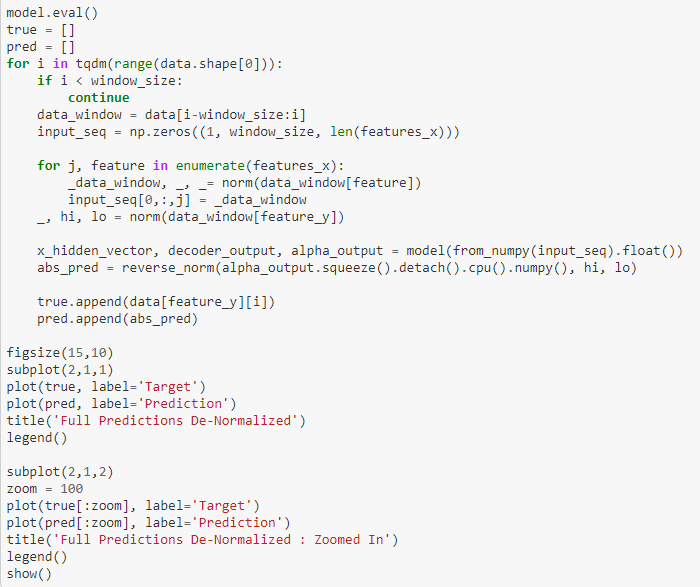 model.eval()
true = []
pred = []
for i in tqdm(range(data.shape[0])):
    if i < window_size:
        continue
    data_window = data[i-window_size:i]
    input_seq = np.zeros((1, window_size, len(features_x)))

    for j, feature in enumerate(features_x):
        _data_window, _, _= norm(data_window[feature])
        input_seq[0,:,j] = _data_window
    _, hi, lo = norm(data_window[feature_y])

    x_hidden_vector, decoder_output, alpha_output = model(from_numpy(input_seq).float())
    abs_pred = reverse_norm(alpha_output.squeeze().detach().cpu().numpy(), hi, lo)

    true.append(data[feature_y][i])
    pred.append(abs_pred)

figsize(15,10)
subplot(2,1,1)
plot(true, label='Target')
plot(pred, label='Prediction')
title('Full Predictions De-Normalized')
legend()

subplot(2,1,2)
zoom = 100
plot(true[:zoom], label='Target')
plot(pred[:zoom], label='Prediction')
title('Full Predictions De-Normalized : Zoomed In')
legend()
show()